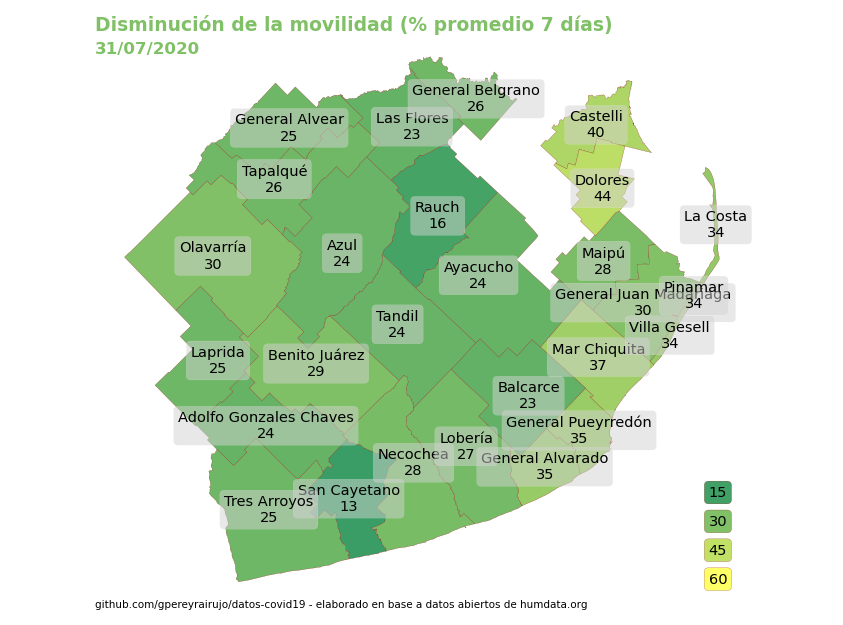 Disminución de la movilidad (% promedio 7 días)
31/07/2020
General Belgrano
26
General Alvear
25
Las Flores
23
Castelli
40
Tapalqué
26
Dolores
44
Rauch
16
La Costa
34
Olavarría
30
Azul
24
Maipú
28
Ayacucho
24
Pinamar
34
General Juan Madariaga
30
Tandil
24
Villa Gesell
34
Laprida
25
Benito Juárez
29
Mar Chiquita
37
Balcarce
23
Adolfo Gonzales Chaves
24
General Pueyrredón
35
Lobería
27
Necochea
28
General Alvarado
35
San Cayetano
13
Tres Arroyos
25
15
30
45
60
github.com/gpereyrairujo/datos-covid19 - elaborado en base a datos abiertos de humdata.org